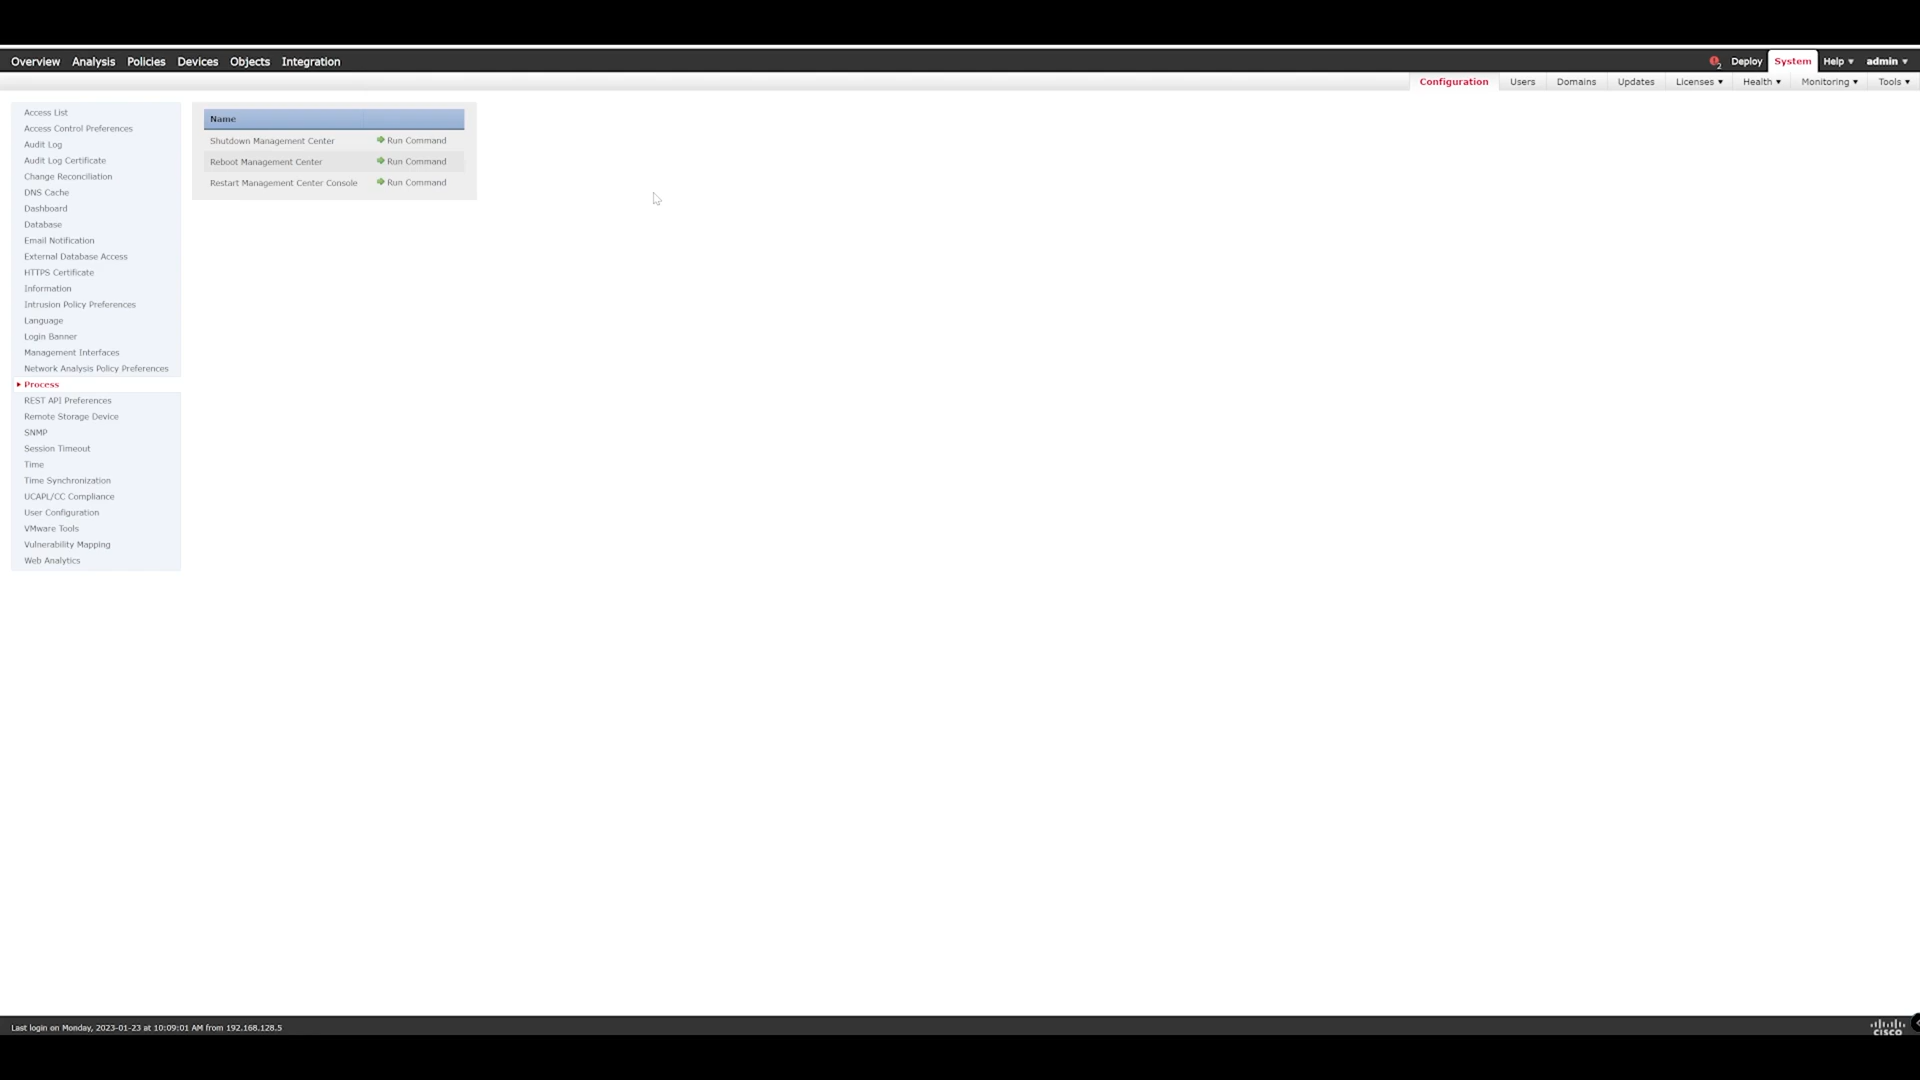 Overview Analysis Policies Devices Objects Integration
2 Deploy System Help admin
Configuration Users Domains Updates Licenses Health Monitoring Tools
Access List
Access Control Preferences
Audit Log
Audit Log Certificate
Change Reconciliation
DNS Cache
Dashboard
Database
Email Notification
External Database Access
HTTPS Certificate
Information
Intrusion Policy Preferences
Language
Login Banner
Management Interfaces
Network Analysis Policy Preferences
Process
REST API Preferences
Remote Storage Device
SNMP
Session Timeout
Time
Time Synchronization
UCAPL/CC Compliance
User Configuration
VMware Tools
Vulnerability Mapping
Web Analytics
Name
Shutdown Management Center Run Command
Reboot Management Center Run Command
Restart Management Center Console Run Command
Last login on Monday, 2023-01-23 at 10:09:01 AM from 192.168.128.5
CISCO